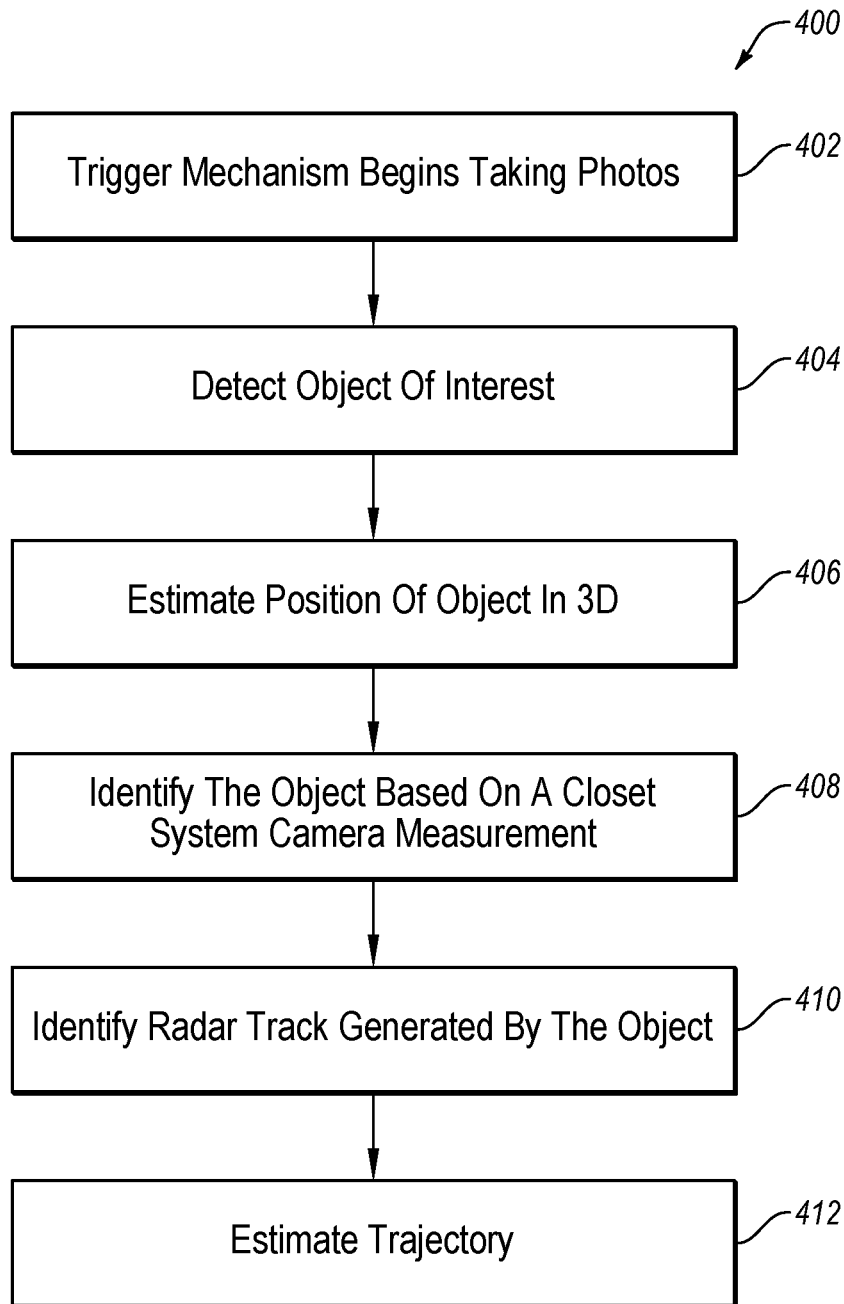 400
Trigger Mechanism Begins Taking Photos
402
Detect Object Of Interest
404
Estimate Position Of Object In 3D
406
Identify The Object Based On A Closet
System Camera Measurement
408
Identify Radar Track Generated By The Object
410
Estimate Trajectory
412